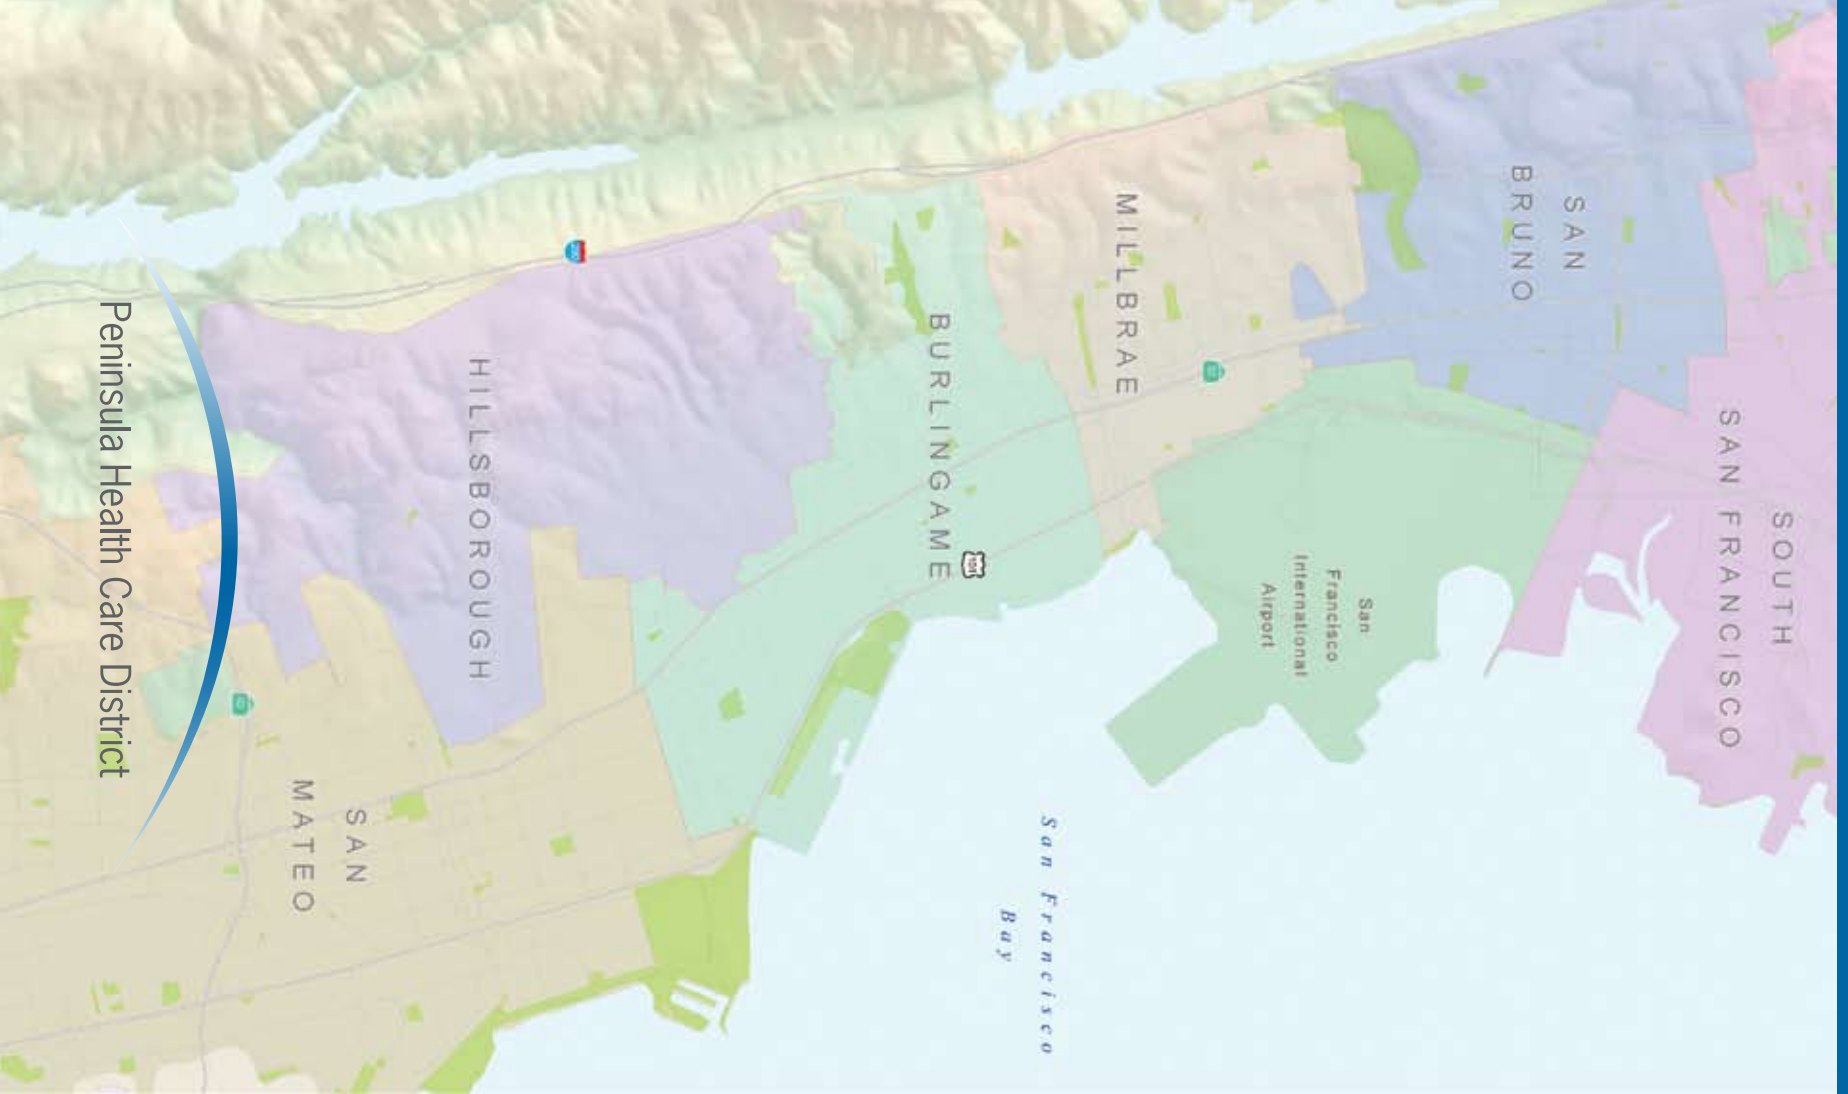 SOUTH
SAN FRANCISCO
SAN
BRUNO
San
Francisco
International
Airport
MILLBRAE
San Francisco
Bay
101
BURLINGAME
HILLSBOROUGH
SAN
MATEO
Peninsula Health Care District